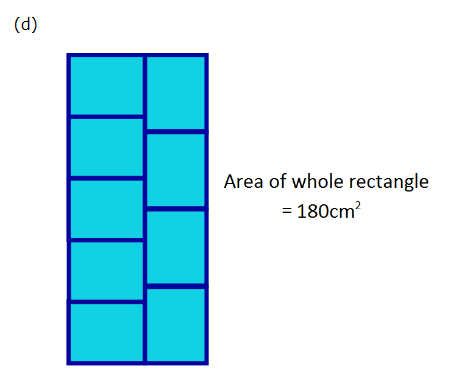 (d)
Area of whole rectangle
= 180cm²